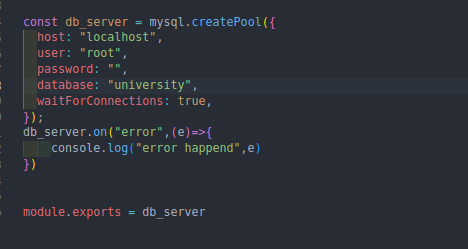 const db_server = mysql.createPool({
host: "localhost",
user: "root",
password: "",
database: "university",
waitForConnections: true,
});
db_server.on("error",(e)=>{
console.log("error happend",e)
})
module.exports = db_server